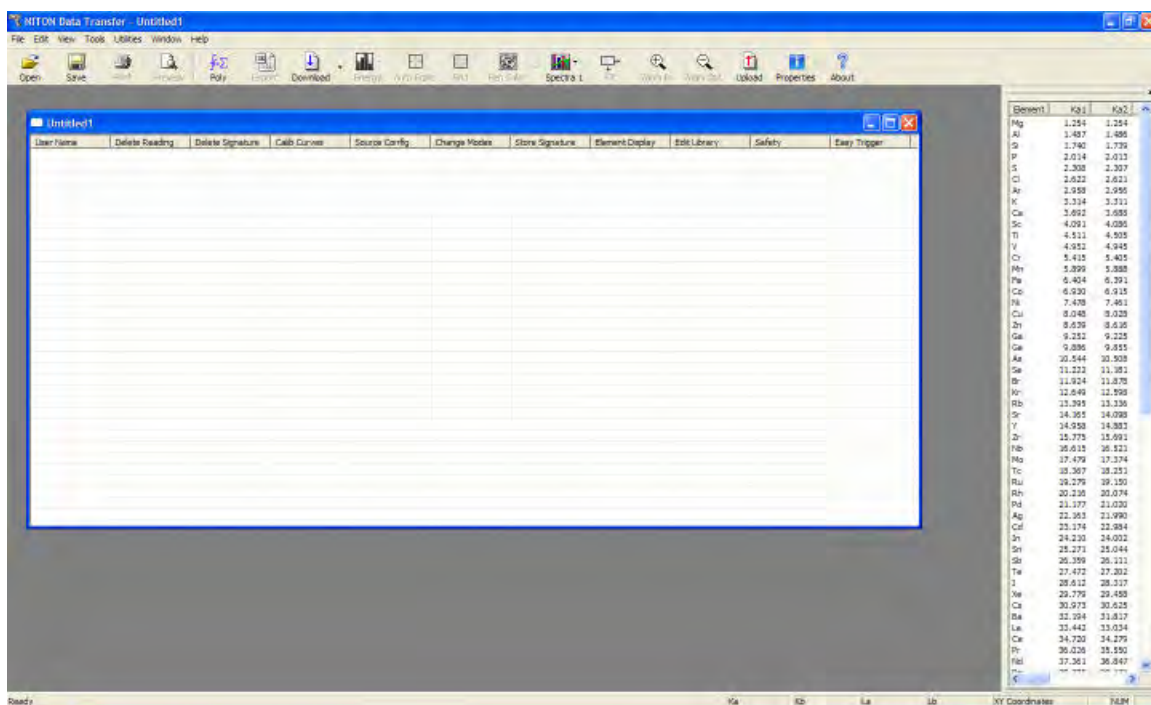 NITON Data Transfer - Untitled1
File Edit View Tools Utilities Window Help
Open Save Print Preview Poly Export Download Energy Grid Spectra 1 Fit Upload Properties About
Untitled1
User Name Delete Reading Delete Signature Calib Curves Source Config Change Modes Store Signature Element Display Edit Library Safety Easy Trigger
Element Ka1 Ka2
Mg 1.254 1.254
Al 1.487 1.486
Si 1.740 1.739
P 2.014 2.013
S 2.308 2.307
Cl 2.622 2.621
Ar 2.958 2.956
K 3.314 3.311
Ca 3.692 3.688
Sc 4.091 4.086
Ti 4.511 4.505
V 4.952 4.945
Cr 5.415 5.405
Mn 5.899 5.888
Fe 6.404 6.391
Co 6.930 6.915
Ni 7.478 7.461
Cu 8.048 8.028
Zn 8.639 8.616
Ga 9.252 9.225
Ge 9.886 9.855
As 10.544 10.508
Se 11.222 11.181
Br 11.924 11.878
Kr 12.649 12.598
Rb 13.395 13.336
Sr 14.165 14.098
Y 14.958 14.883
Zr 15.775 15.691
Nb 16.615 16.521
Mo 17.479 17.374
Tc 18.367 18.251
Ru 19.279 19.150
Rh 20.216 20.074
Pd 21.177 21.020
Ag 22.163 21.990
Cd 23.174 22.984
In 24.210 24.002
Sn 25.271 25.044
Sb 26.359 26.111
Te 27.472 27.202
I 28.612 28.317
Xe 29.779 29.458
Cs 30.973 30.625
Ba 32.194 31.817
La 33.442 33.034
Ce 34.720 34.279
Pr 36.026 35.550
Nd 37.361 36.847
Ready Ka Kb La Lb XY Coordinates NUM